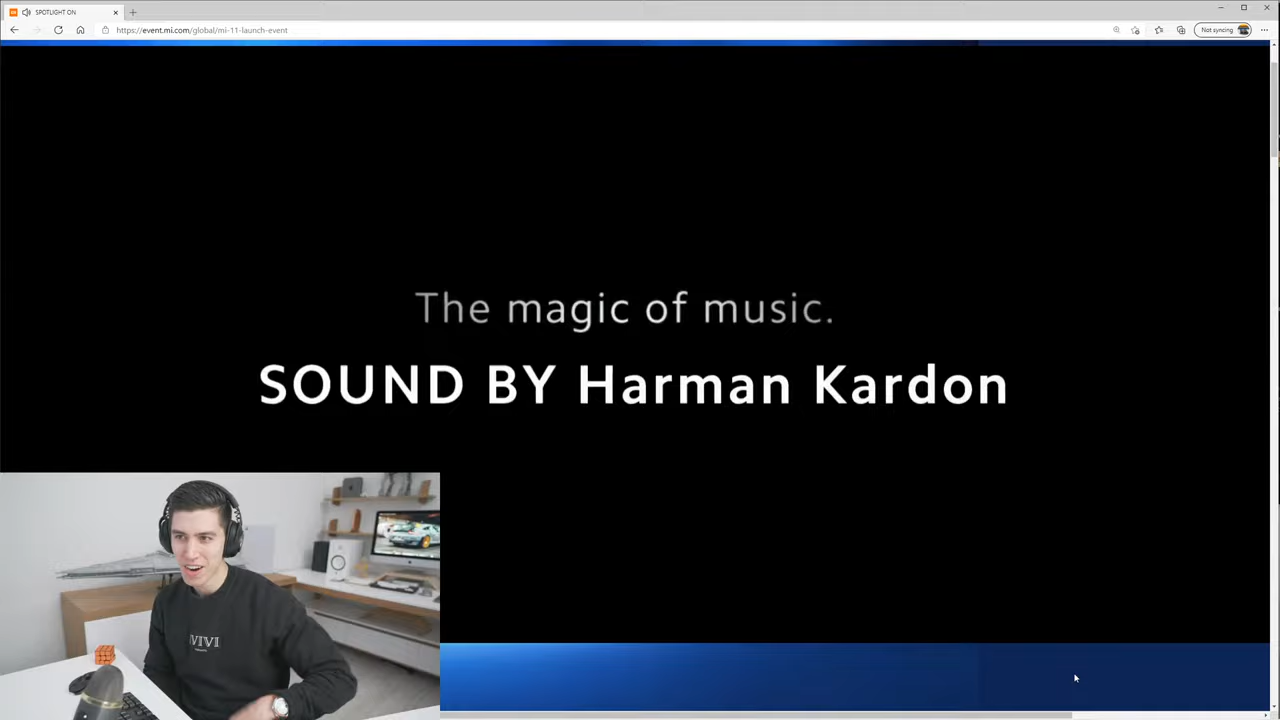 SPOTLIGHT ON
https://event.mi.com/global/mi-11-launch-event
Not syncing
The magic of music.
SOUND BY Harman Kardon
VIVI